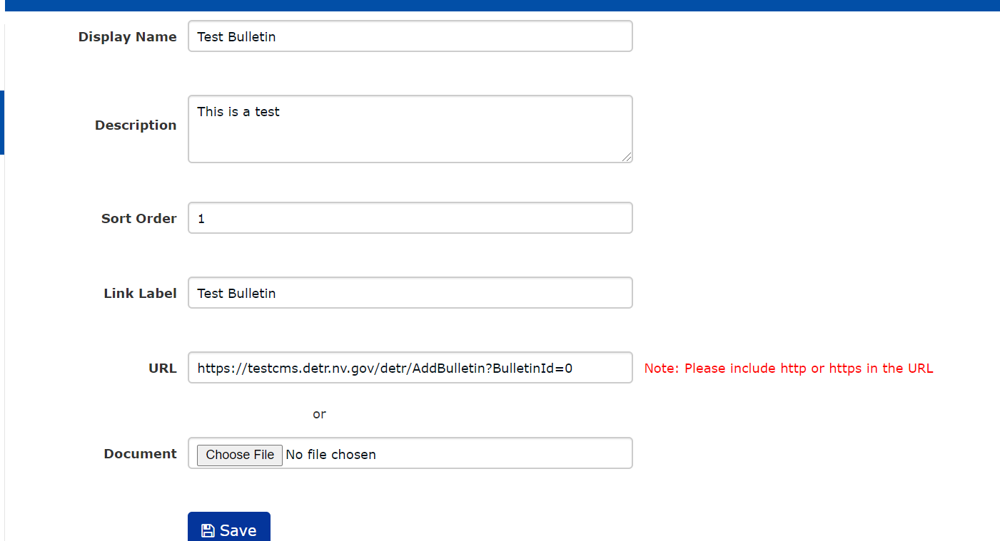 Display Name Test Bulletin
Description This is a test
Sort Order 1
Link Label Test Bulletin
URL https://testcms.detr.nv.gov/detr/AddBulletin?BulletinId=0 Note: Please include http or https in the URL
or
Document Choose File No file chosen
Save